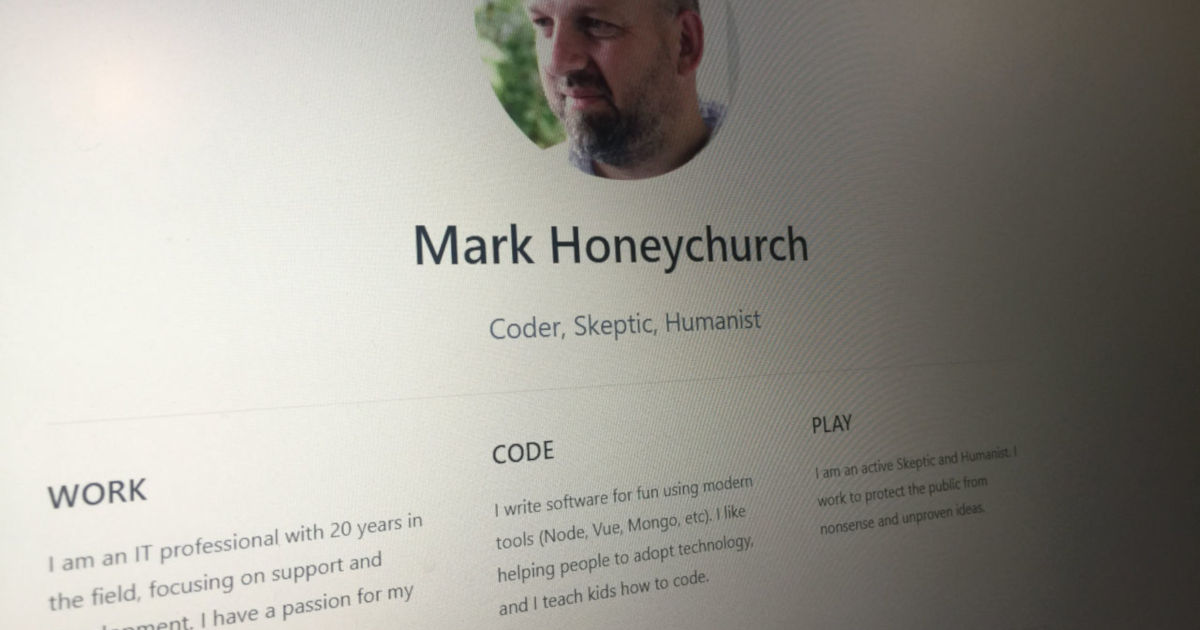 Mark Honeychurch
Coder, Skeptic, Humanist
WORK
I am an IT professional with 20 years in
the field, focusing on support and
I have a passion for my
CODE
I write software for fun using modern
tools (Node, Vue, Mongo, etc). I like
helping people to adopt technology,
and I teach kids how to code.
PLAY
I am an active Skeptic and Humanist. I
work to protect the public from
nonsense and unproven ideas.